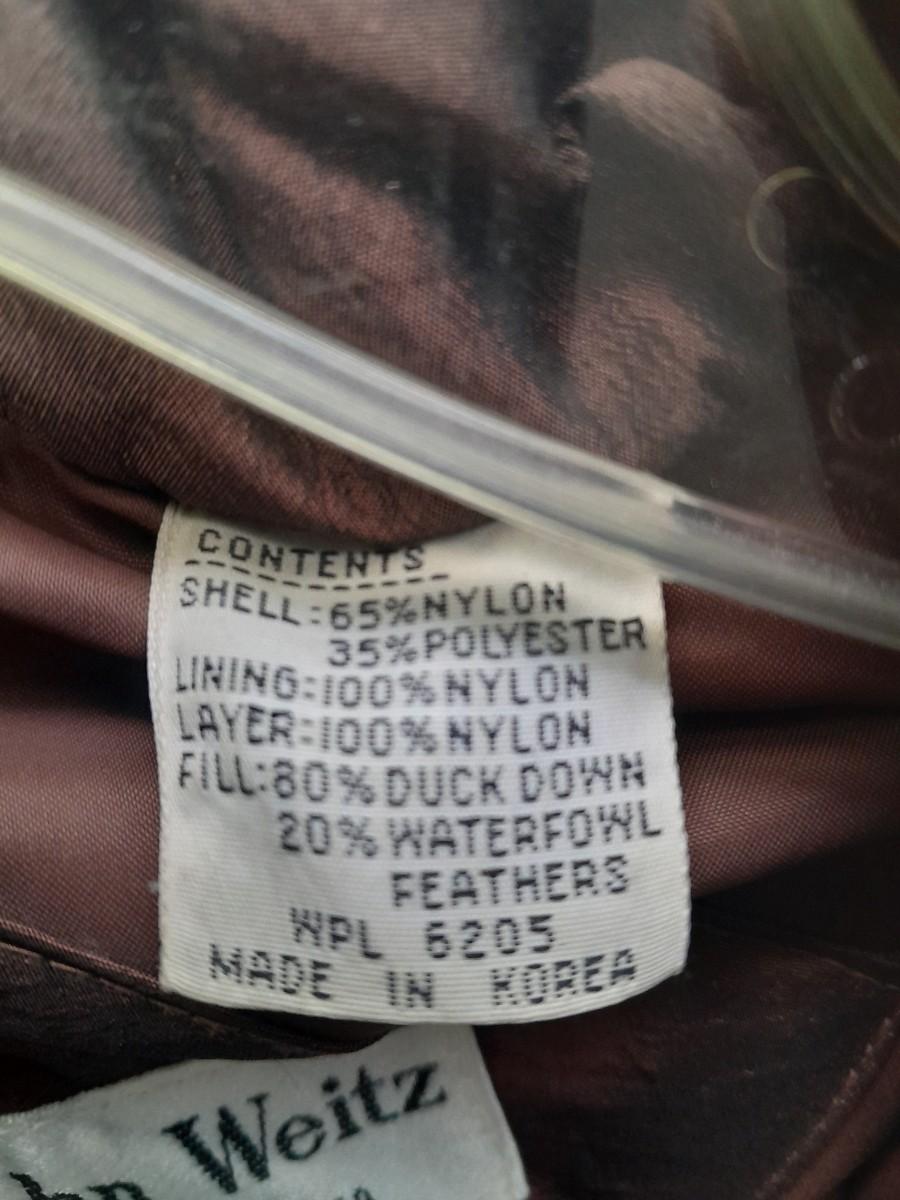 CONTENTS
SHELL:65%NYLON
35%POLYESTER
LINING:100%NYLON
LAYER:100%NYLON
FILL:80%DUCK DOWN
20%WATERFOWL
FEATHERS
WPL 6205
MADE IN KOREA
Weitz